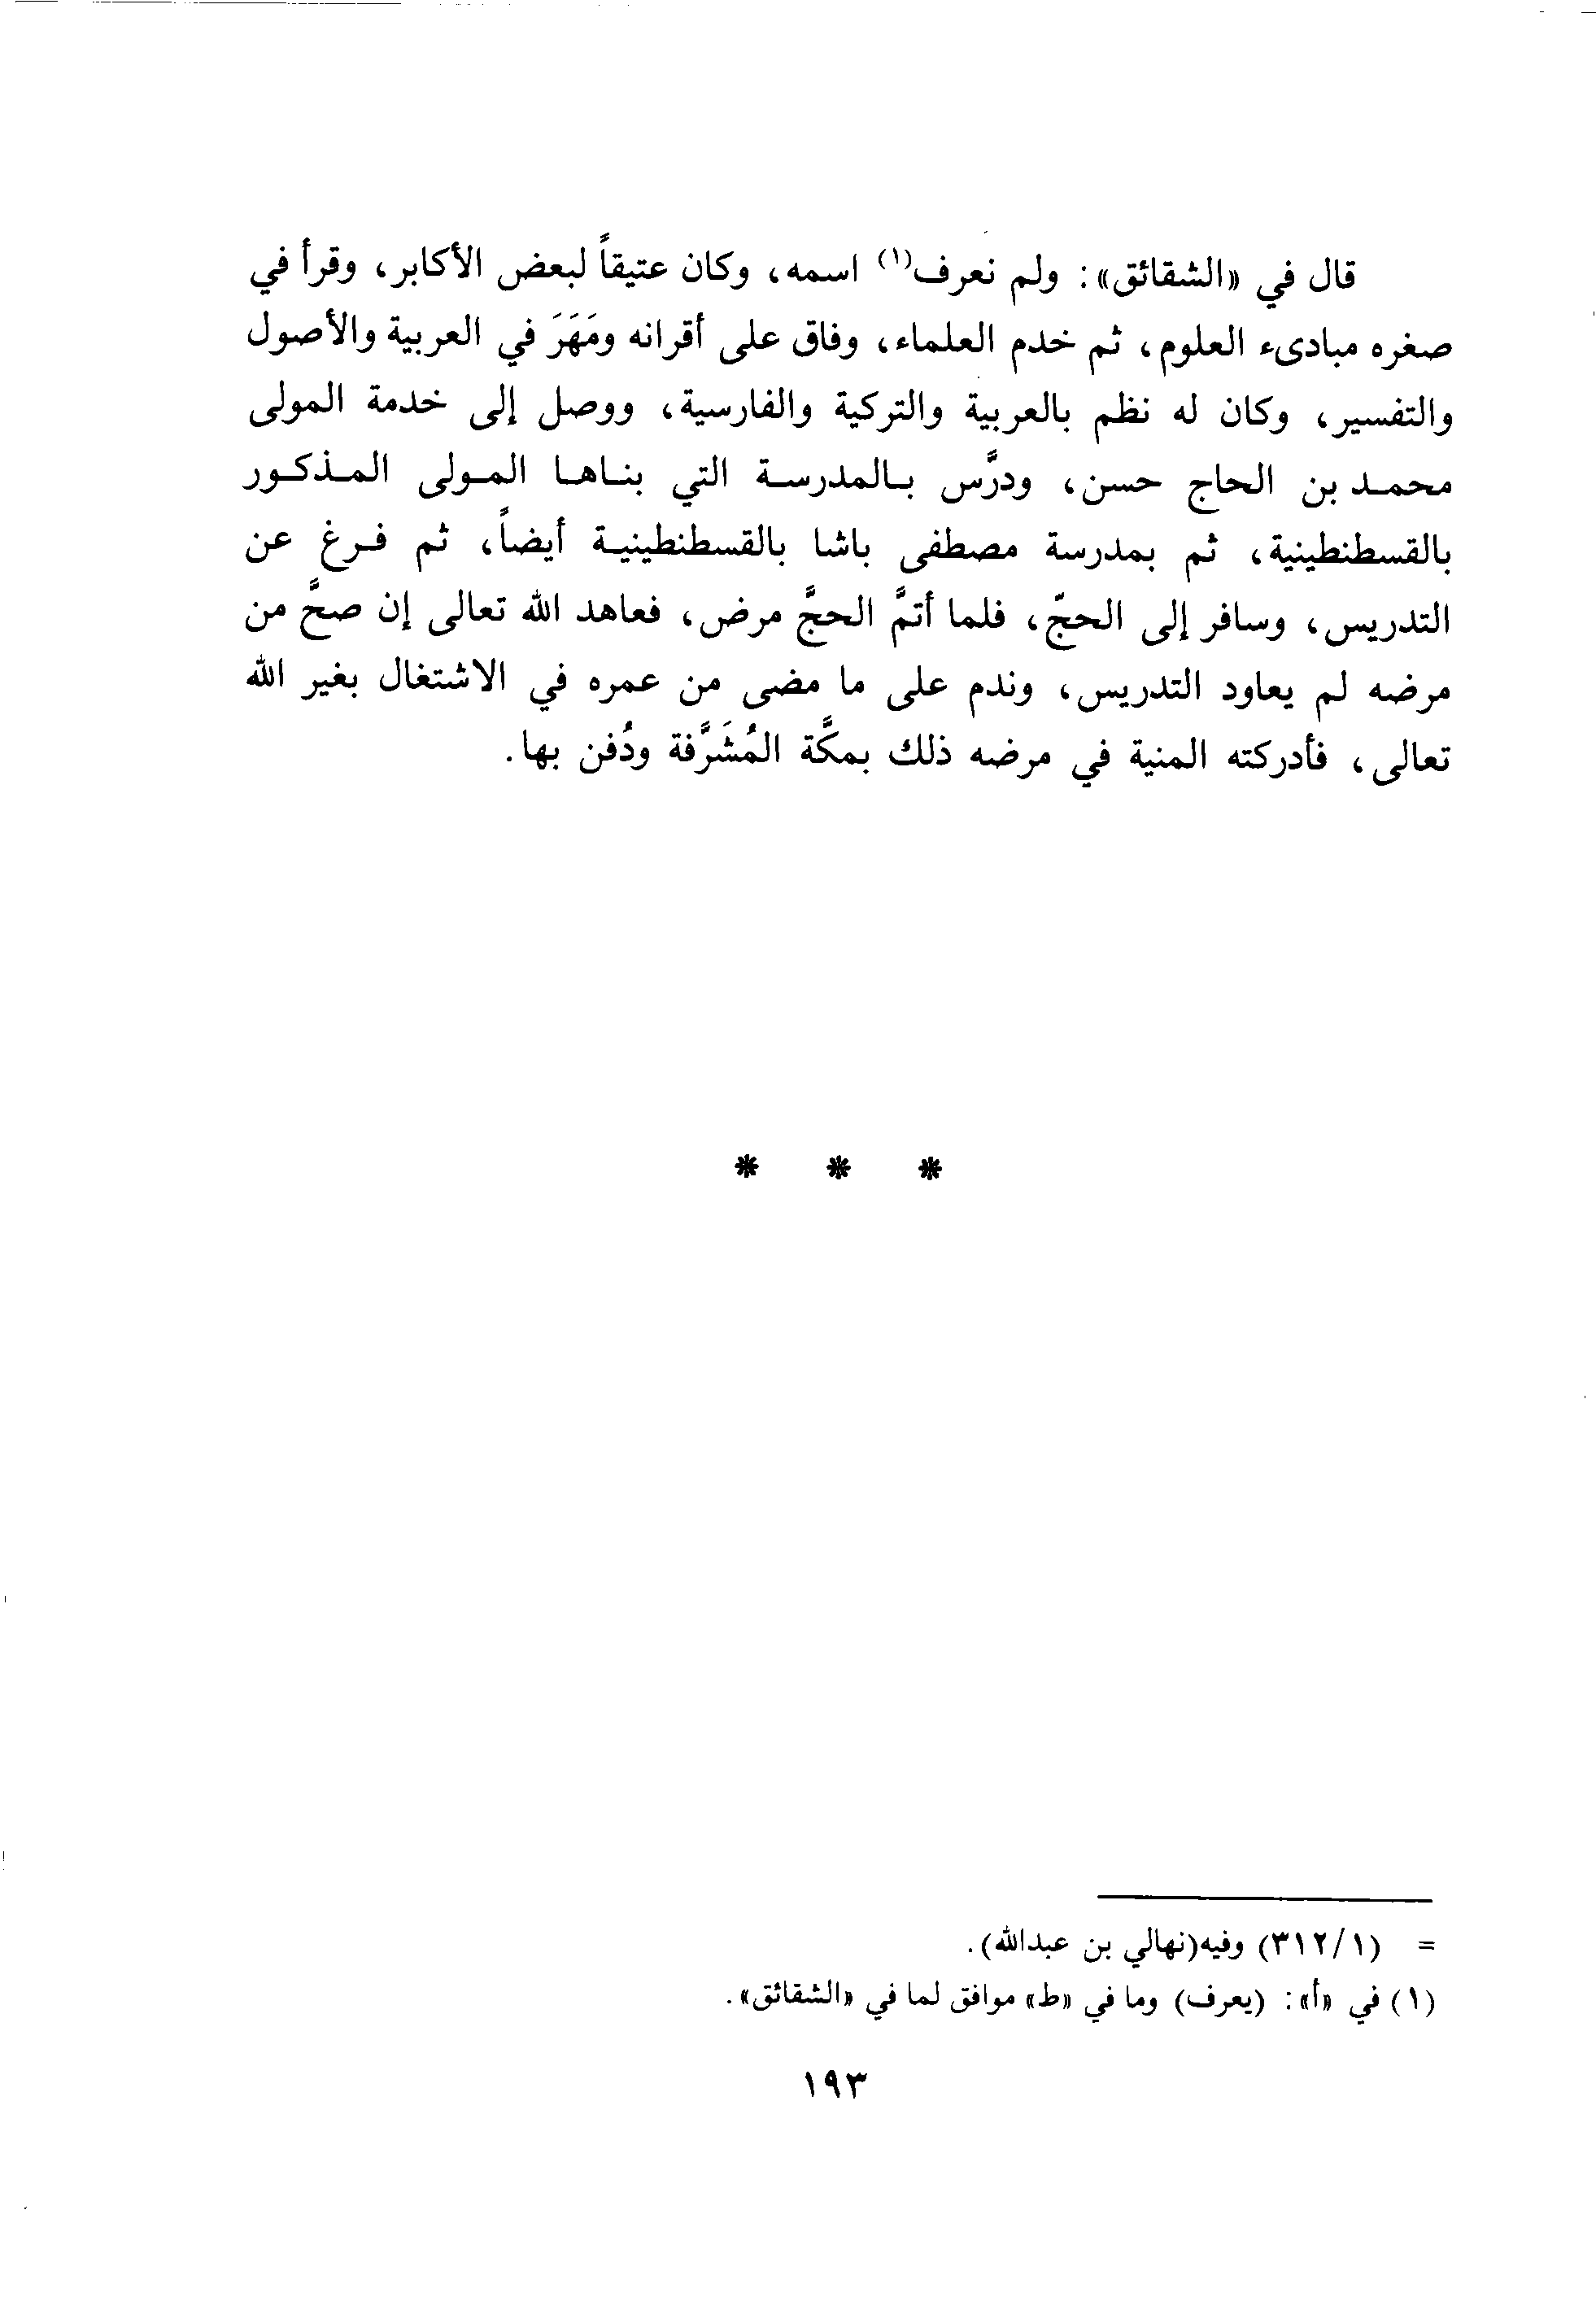 قال في «الشقائق»: ولم نعرف(١) اسمه، وكان عتيقاً لبعض الأكابر، وقرأ في
صغره مبادىء العلوم، ثم خدم العلماء، وفاق على أقرانه ومَهَرَ في العربية والأصول
والتفسير، وكان له نظم بالعربية والتركية والفارسية، ووصل إلى خدمة المولى
محمد بن الحاج حسن، ودرَّس بالمدرسة التي بناها المولى المذكور
بالقسطنطينية، ثم بمدرسة مصطفى باشا بالقسطنطينية أيضاً، ثم فرغ عن
التدريس، وسافر إلى الحجّ، فلما أتمَّ الحجَّ مرض، فعاهد الله تعالى إن صحَّ من
مرضه لم يعاود التدريس، وندم على ما مضى من عمره في الاشتغال بغير الله
تعالى، فأدركته المنية في مرضه ذلك بمكَّة المُشَرَّفة ودُفن بها.
* * *
= (٣١٢/١) وفيه(نهالي بن عبدالله).
(١) في «أ»: (يعرف) وما في «ط» موافق لما في «الشقائق».
١٩٣